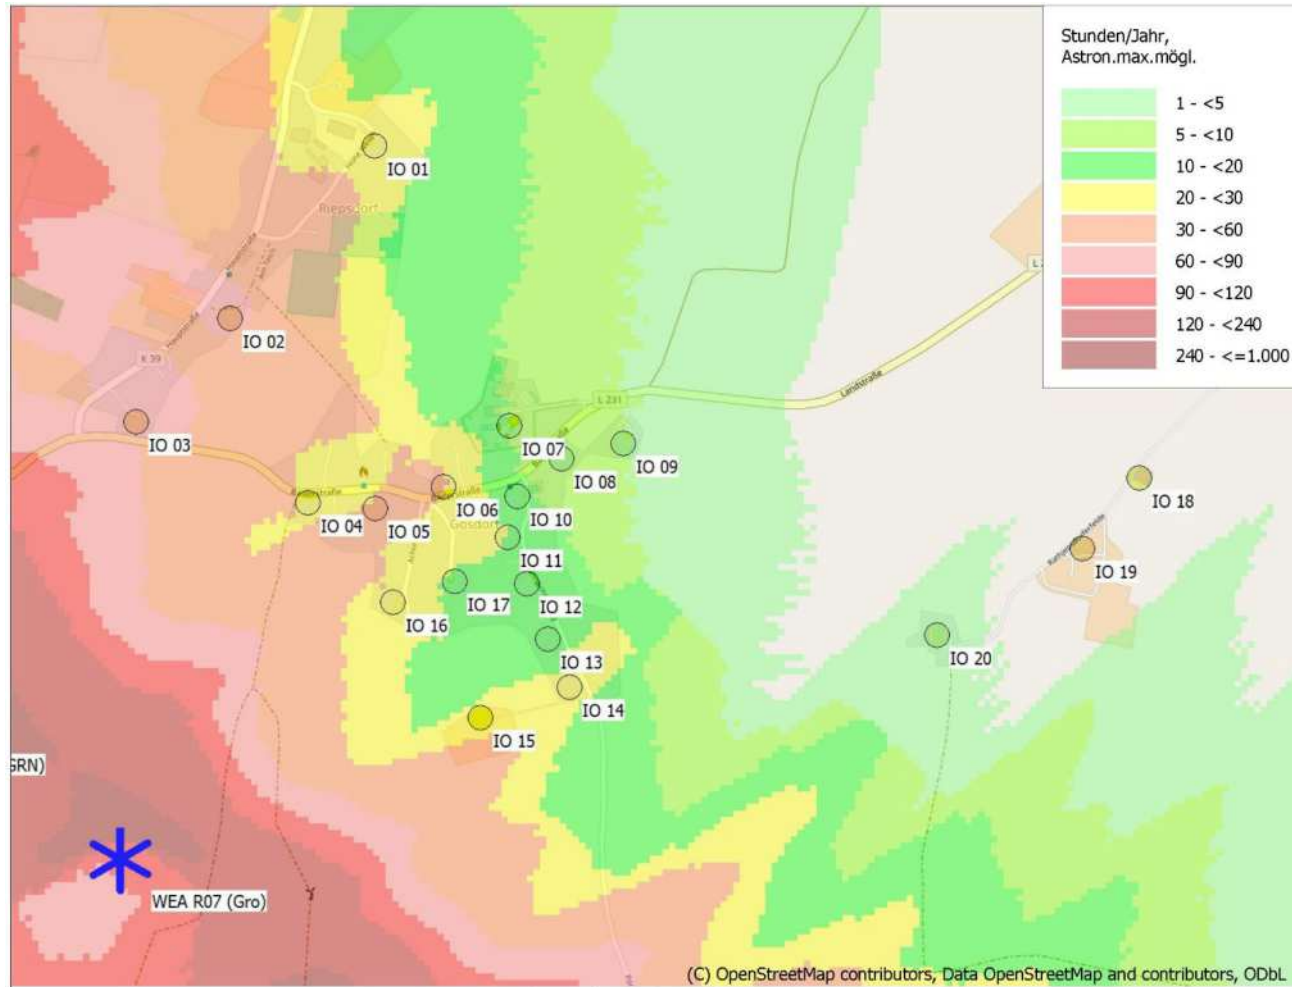 Stunden/Jahr,
Astron.max.mögl.
1 - <5
5 - <10
10 - <20
20 - <30
30 - <60
60 - <90
90 - <120
120 - <240
240 - <=1.000
IO 01
Riepsdorf
Hauptstraße
IO 02
Hauptstraße
K 39
IO 03
L 231
Landstraße
IO 07
IO 08
IO 09
IO 04
IO 05
IO 06
Gosdorf
IO 10
IO 11
IO 12
IO 17
IO 16
IO 13
IO 14
IO 15
IO 18
IO 19
IO 20
GRN)
WEA R07 (Gro)
(C) OpenStreetMap contributors, Data OpenStreetMap and contributors, ODbL